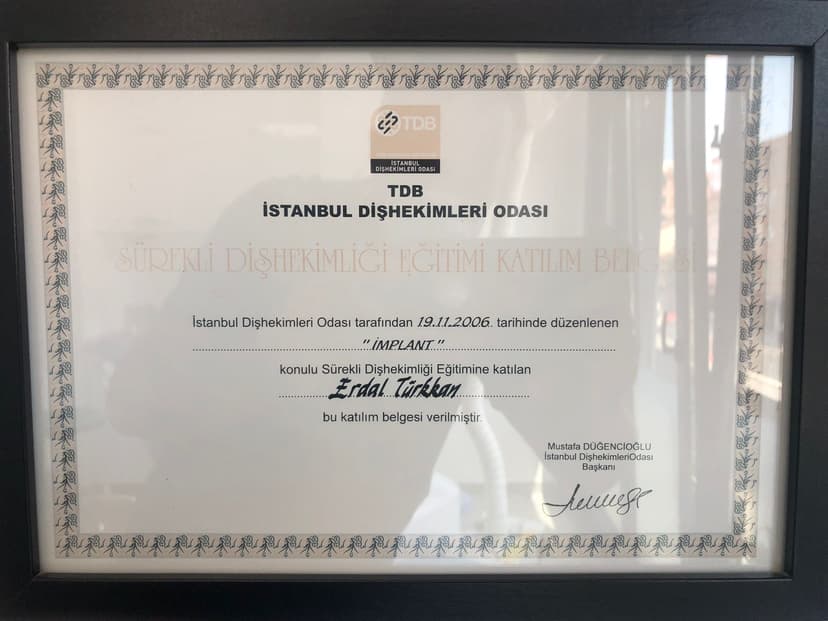 TDB
İSTANBUL
DİŞHEKİMLERİ ODASI
TDB
İSTANBUL DİŞHEKİMLERİ ODASI
SÜREKLİ DİŞHEKİMLİĞİ EĞİTİMİ KATILIM BELGESİ
İstanbul Dişhekimleri Odası tarafından 19.11.2006. tarihinde düzenlenen
"İMPLANT"
konulu Sürekli Dişhekimliği Eğitimine katılan
Erdal Türkkan
bu katılım belgesi verilmiştir.
Mustafa DÜĞENCİOĞLU
İstanbul DişhekimleriOdası
Başkanı